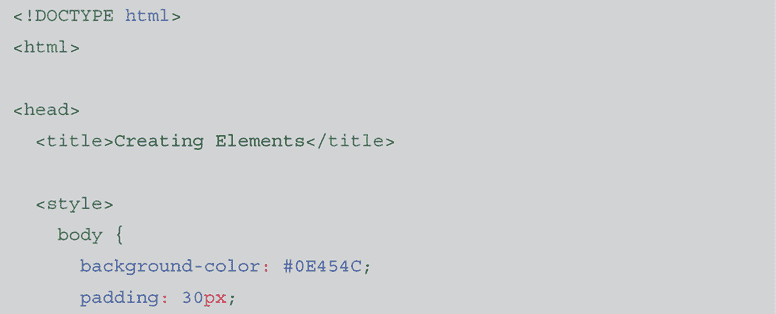 <!DOCTYPE html>
<html>
<head>
<title>Creating Elements</title>
<style>
body {
background-color: #0E454C;
padding: 30px;